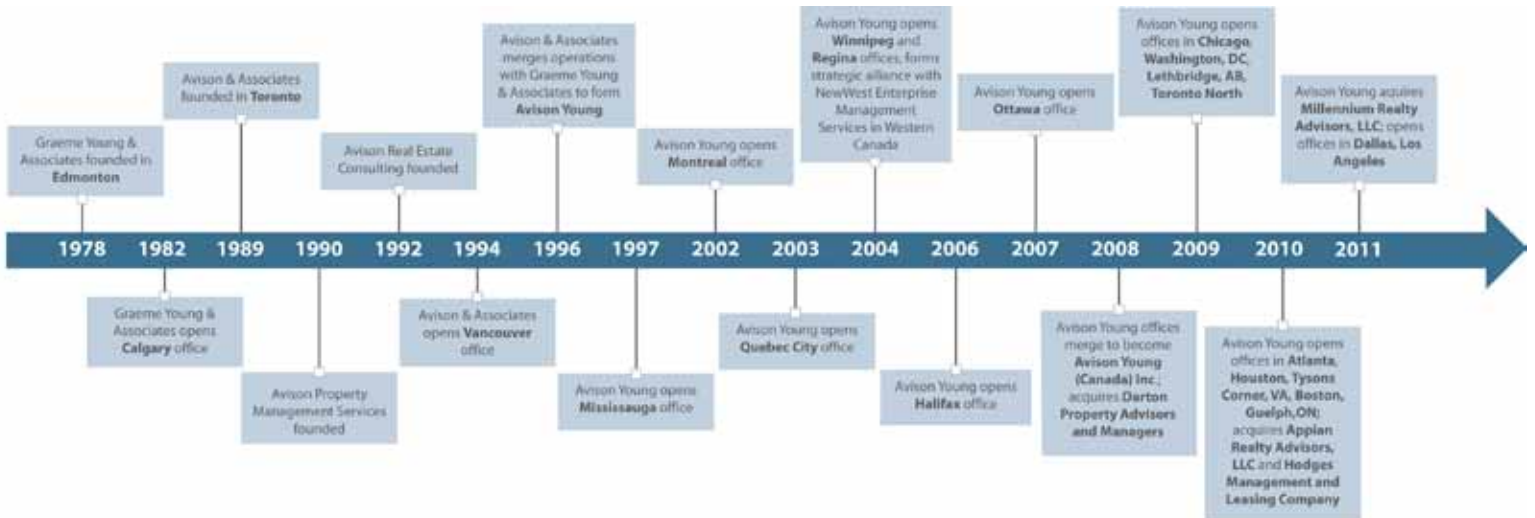 Graeme Young &
Associates founded in
Edmonton
Avison & Associates
founded in Toronto
Avison Real Estate
Consulting founded
Avison & Associates
merges operations
with Graeme Young
& Associates to form
Avison Young
Avison Young opens
Montreal office
Avison Young opens
Winnipeg and
Regina offices, forms
strategic alliance with
NewWest Enterprise
Management
Services in Western
Canada
Avison Young opens
Ottawa office
Avison Young opens
offices in Chicago,
Washington, DC,
Lethbridge, AB,
Toronto North
Avison Young acquires
Millennium Realty
Advisors, LLC; opens
offices in Dallas, Los
Angeles
1978 1982 1989 1990 1992 1994 1996 1997 2002 2003 2004 2006 2007 2008 2009 2010 2011
Graeme Young &
Associates opens
Calgary office
Avison Property
Management Services
founded
Avison & Associates
opens Vancouver
office
Avison Young opens
Mississauga office
Avison Young opens
Quebec City office
Avison Young opens
Halifax office
Avison Young offices
merge to become
Avison Young
(Canada) Inc.;
acquires Darton
Property Advisors
and Managers
Avison Young opens
offices in Atlanta,
Houston, Tysons
Corner, VA, Boston,
Guelph,ON;
acquires Appian
Realty Advisors,
LLC and Hodges
Management and
Leasing Company